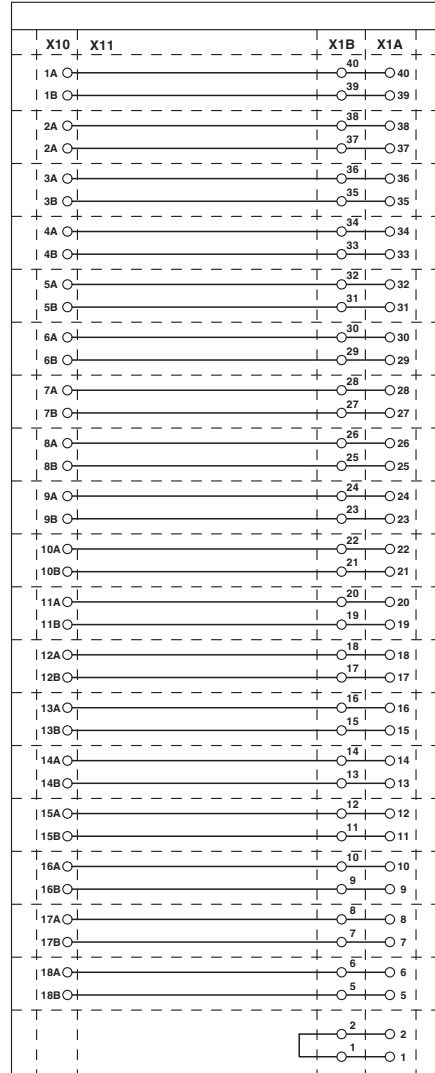 X10 X11 X1B X1A
1A 40 40
1B 39 39
2A 38 38
2A 37 37
3A 36 36
3B 35 35
4A 34 34
4B 33 33
5A 32 32
5B 31 31
6A 30 30
6B 29 29
7A 28 28
7B 27 27
8A 26 26
8B 25 25
9A 24 24
9B 23 23
10A 22 22
10B 21 21
11A 20 20
11B 19 19
12A 18 18
12B 17 17
13A 16 16
13B 15 15
14A 14 14
14B 13 13
15A 12 12
15B 11 11
16A 10 10
16B 9 9
17A 8 8
17B 7 7
18A 6 6
18B 5 5
2 2
1 1